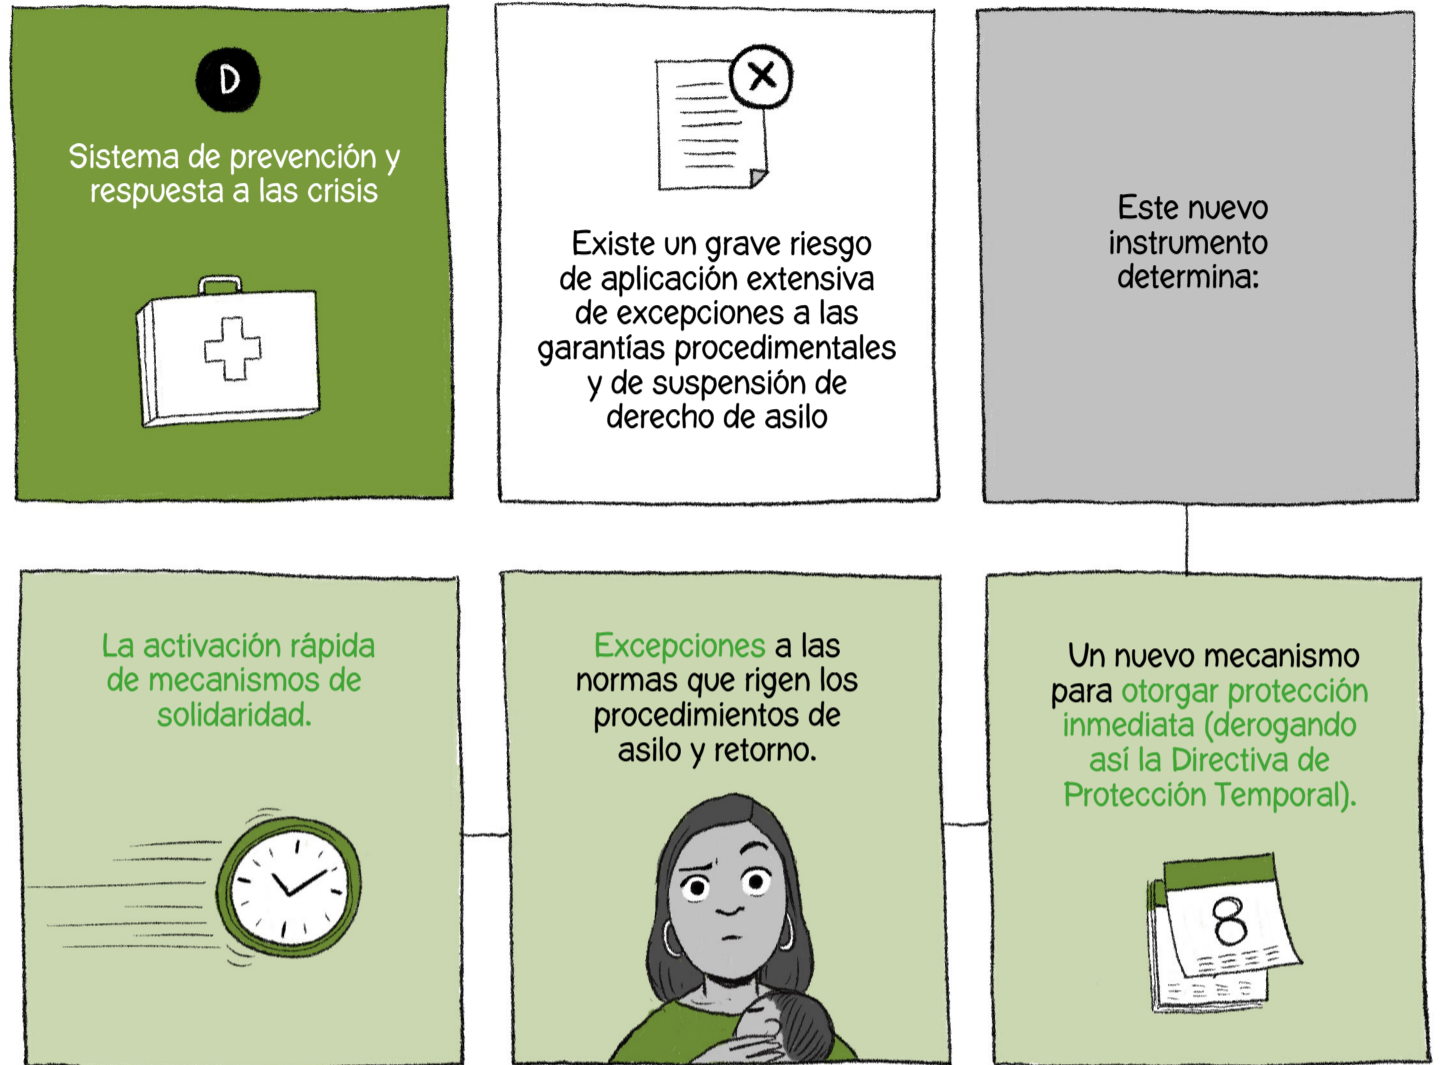 D
Sistema de prevención y
respuesta a las crisis
X
Existe un grave riesgo
de aplicación extensiva
de excepciones a las
garantías procedimentales
y de suspensión de
derecho de asilo
Este nuevo
instrumento
determina:
La activación rápida
de mecanismos de
solidaridad.
Excepciones a las
normas que rigen los
procedimientos de
asilo y retorno.
Un nuevo mecanismo
para otorgar protección
inmediata (derogando
así la Directiva de
Protección Temporal).
8